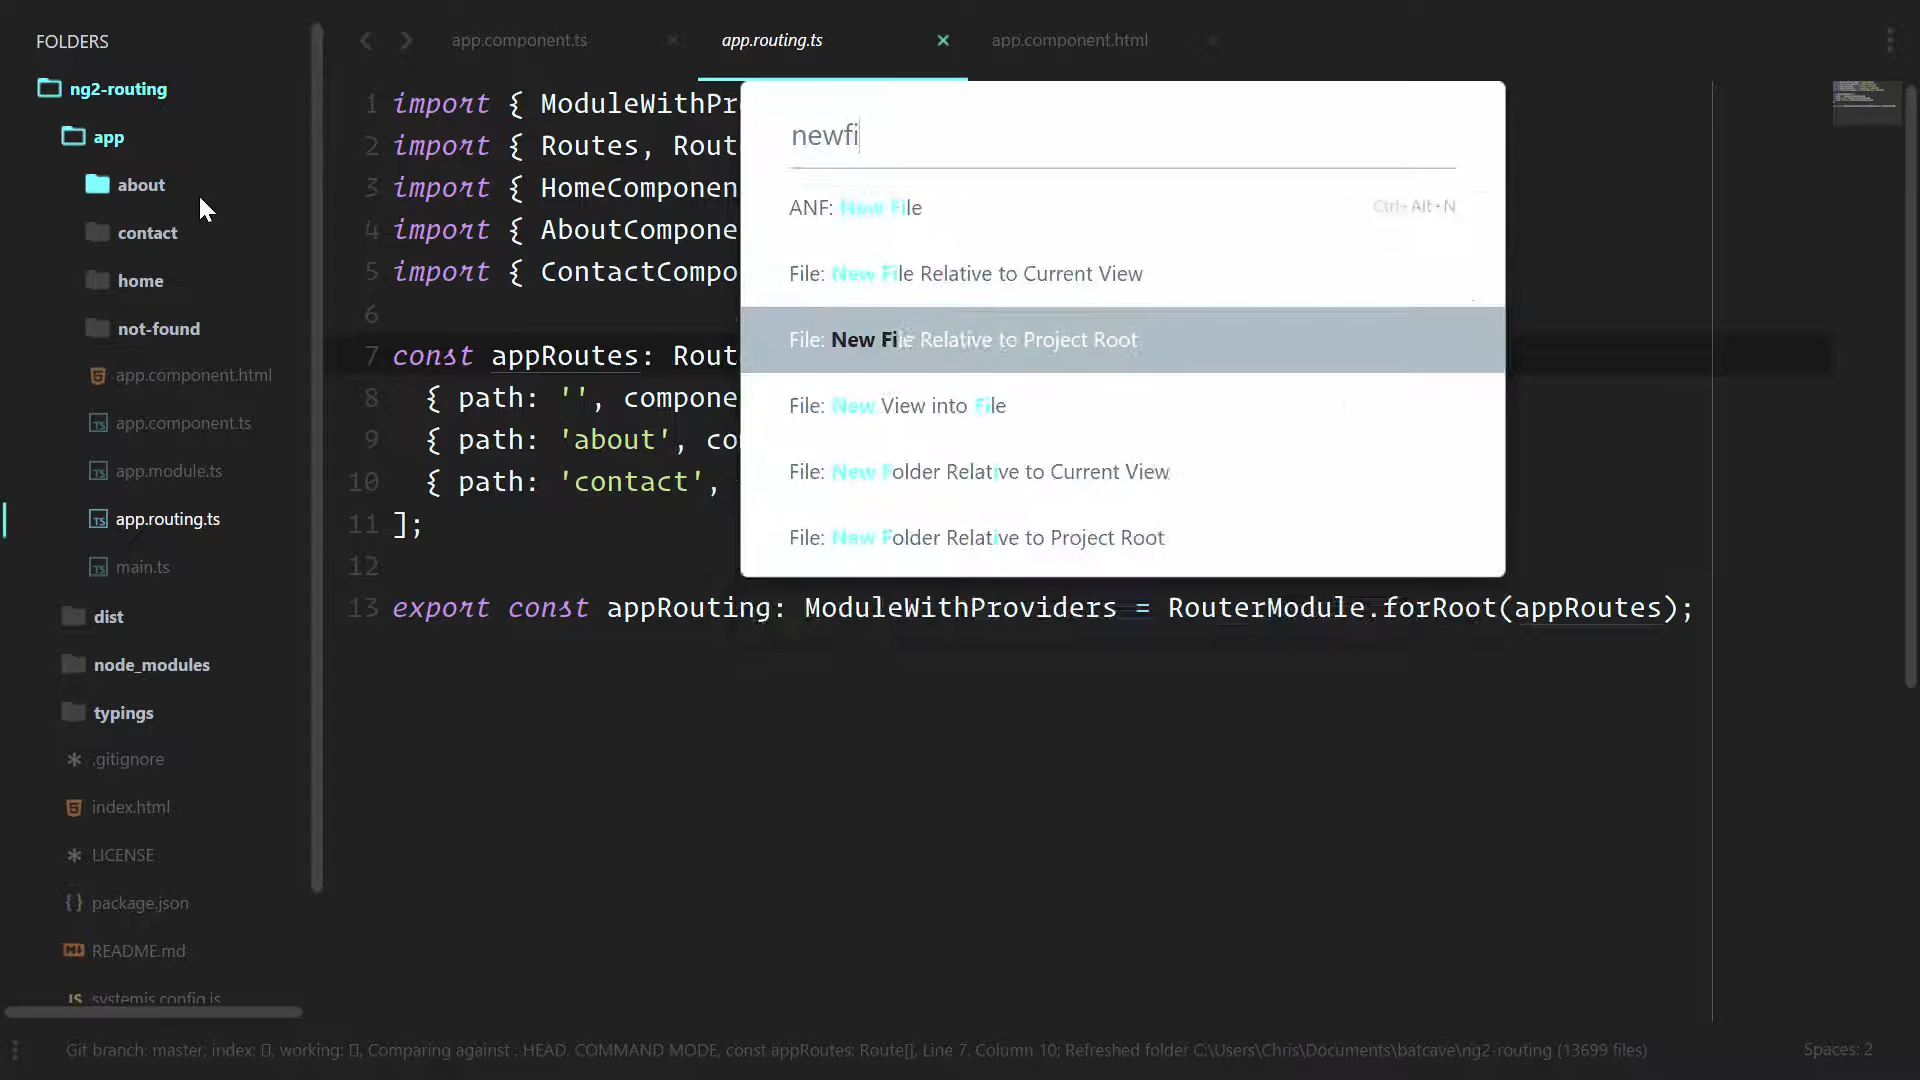 FOLDERS
ng2-routing
app
about
contact
home
not-found
app.component.html
app.component.ts
app.module.ts
app.routing.ts
main.ts
dist
node_modules
typings
.gitignore
index.html
LICENSE
package.json
README.md
systemjs.config.js
app.component.ts
app.routing.ts
app.component.html
1 import { ModuleWithPr
2 import { Routes, Rout
3 import { HomeComponen
4 import { AboutCompone
5 import { ContactCompo
6
7 const appRoutes: Rout
8 { path: '', compone
9 { path: 'about', co
10 { path: 'contact',
11 ];
12
13 export const appRouting: ModuleWithProviders = RouterModule.forRoot(appRoutes);
newfi
ANF: New File Ctrl+Alt+N
File: New File Relative to Current View
File: New File Relative to Project Root
File: New View into File
File: New Folder Relative to Current View
File: New Folder Relative to Project Root
Git branch: master, index: , working: , Comparing against . HEAD. COMMAND MODE, const appRoutes: Route[], Line 7, Column 10; Refreshed folder C:\Users\Chris\Documents\batcave\ng2-routing (13699 files)
Spaces: 2